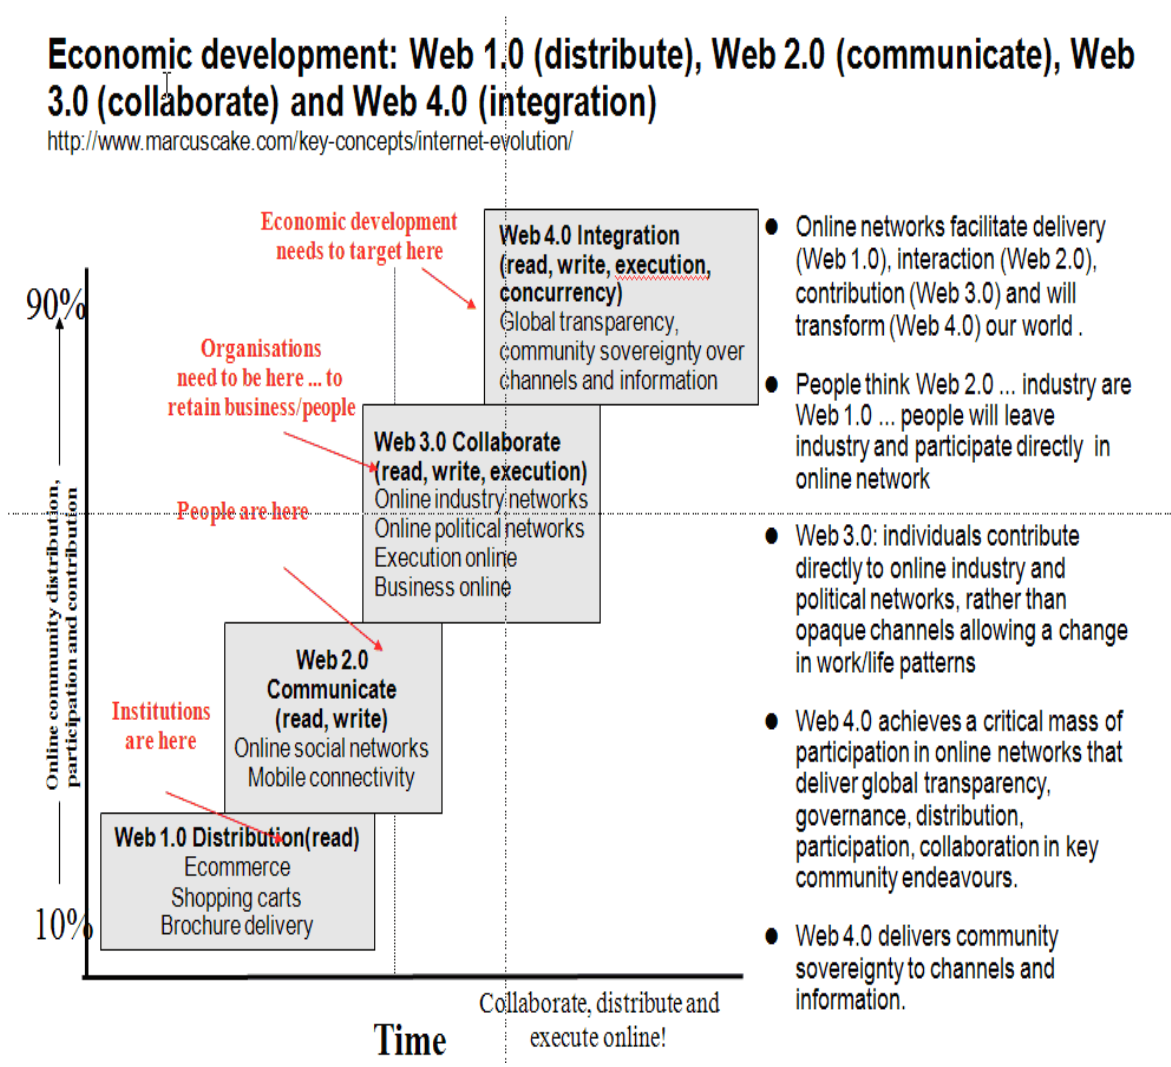 Economic development: Web 1.0 (distribute), Web 2.0 (communicate), Web
3.0 (collaborate) and Web 4.0 (integration)
http://www.marcuscake.com/key-concepts/internet-evolution/
Economic development
needs to target here
Web 4.0 Integration
(read, write, execution,
concurrency)
Global transparency,
community sovereignty over
channels and information
90%
Organisations
need to be here ... to
retain business/people
Web 3.0 Collaborate
(read, write, execution)
Online industry networks
Online political networks
Execution online
Business online
People are here
Online community distribution,
participation and contribution
Web 2.0
Communicate
(read, write)
Online social networks
Mobile connectivity
Institutions
are here
Web 1.0 Distribution(read)
Ecommerce
Shopping carts
Brochure delivery
10%
Time
Collaborate, distribute and
execute online!
● Online networks facilitate delivery
(Web 1.0), interaction (Web 2.0),
contribution (Web 3.0) and will
transform (Web 4.0) our world .
● People think Web 2.0 ... industry are
Web 1.0 ... people will leave
industry and participate directly in
online network
● Web 3.0: individuals contribute
directly to online industry and
political networks, rather than
opaque channels allowing a change
in work/life patterns
● Web 4.0 achieves a critical mass of
participation in online networks that
deliver global transparency,
governance, distribution,
participation, collaboration in key
community endeavours.
● Web 4.0 delivers community
sovereignty to channels and
information.